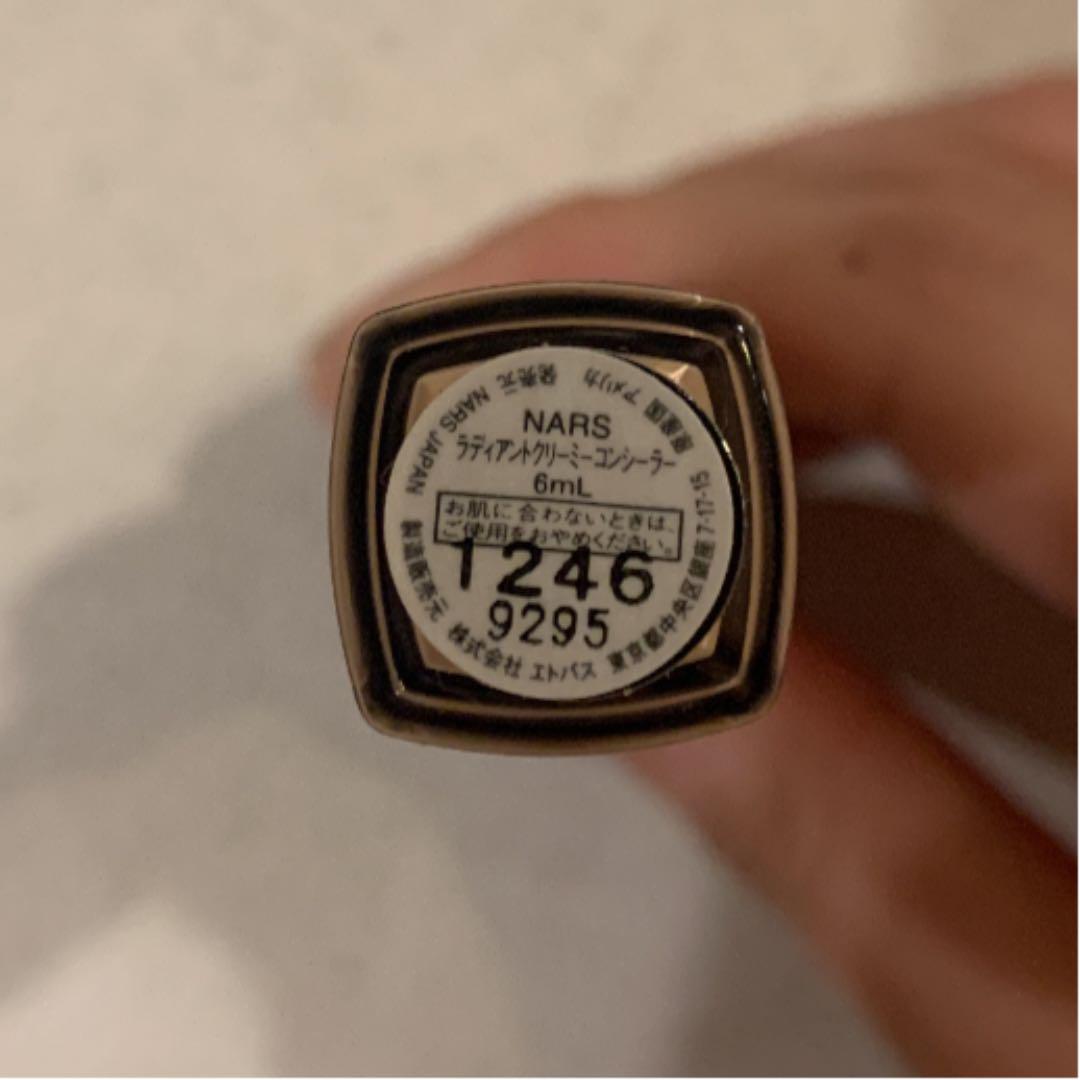 NARS
ラディアントクリーミーコンシーラー
6mL
お肌に合わないときは、
ご使用をおやめください。
1246
9295
製造販売元 株式会社 エトバス 東京都中央区銀座 7-17-15
発売元 NARS JAPAN
原産国 アメリカ